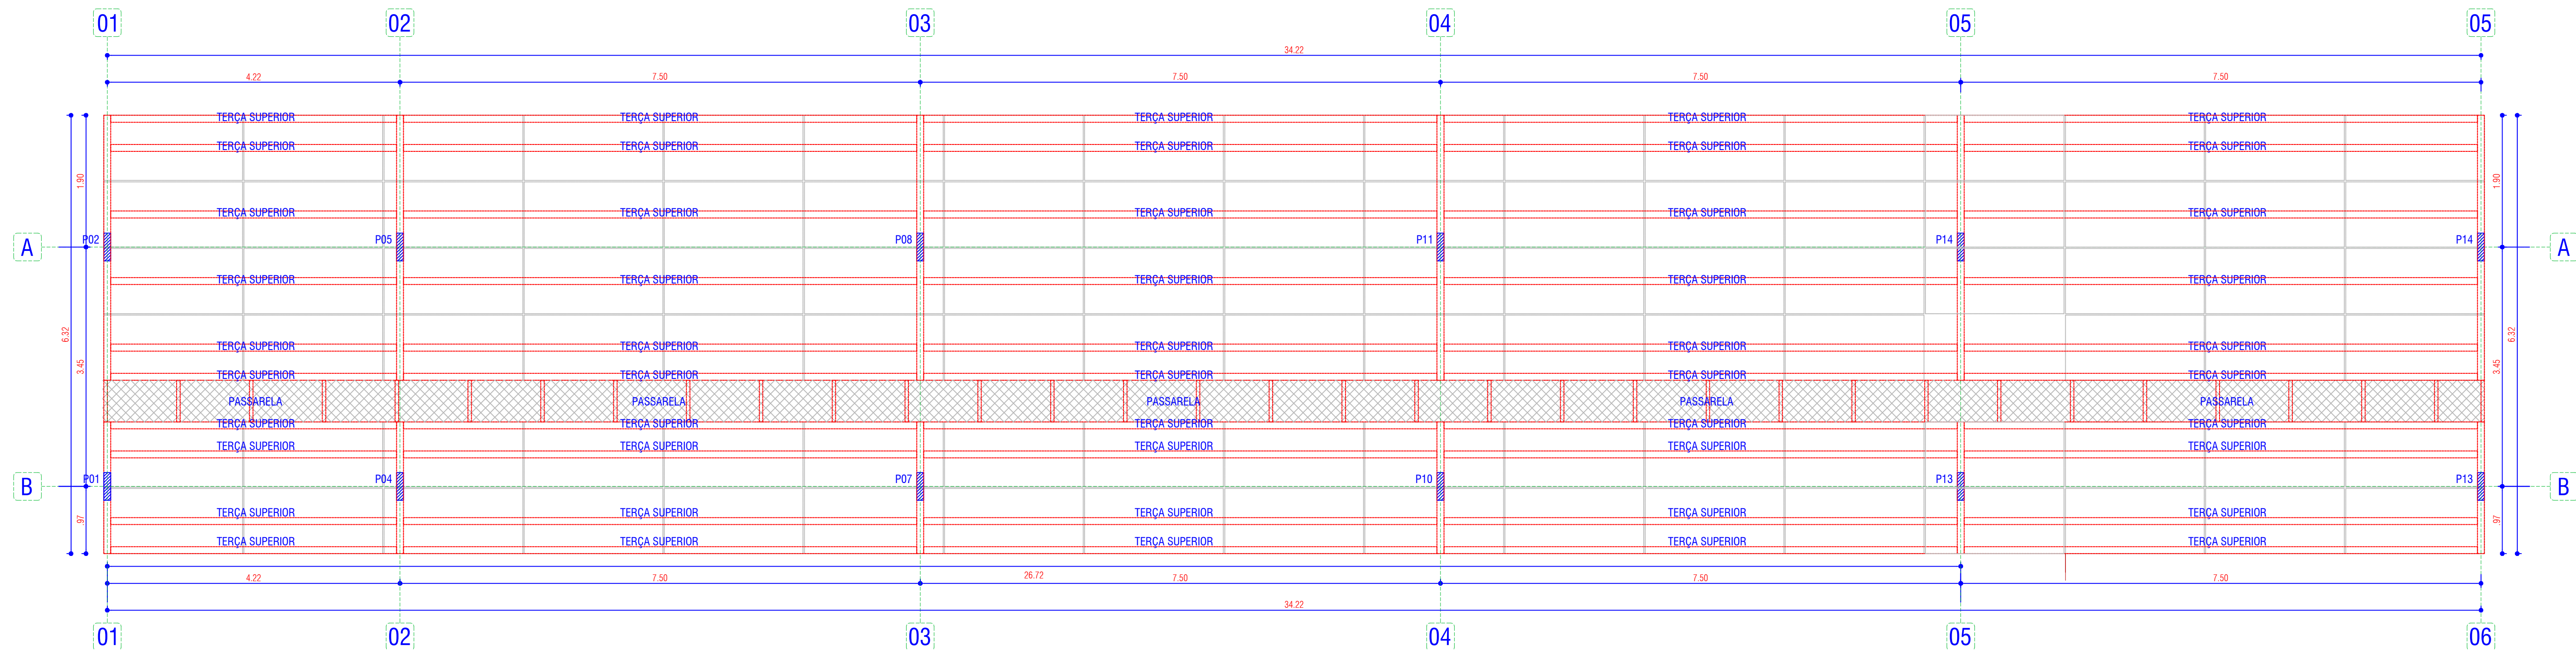 01 02 03 04 05 05
34.22
4.22 7.50 7.50 7.50 7.50
TERÇA SUPERIOR TERÇA SUPERIOR TERÇA SUPERIOR TERÇA SUPERIOR TERÇA SUPERIOR
TERÇA SUPERIOR TERÇA SUPERIOR TERÇA SUPERIOR TERÇA SUPERIOR TERÇA SUPERIOR
1.90 1.90
TERÇA SUPERIOR TERÇA SUPERIOR TERÇA SUPERIOR TERÇA SUPERIOR TERÇA SUPERIOR
A P02 P05 P08 P11 P14 P14 A
TERÇA SUPERIOR TERÇA SUPERIOR TERÇA SUPERIOR TERÇA SUPERIOR TERÇA SUPERIOR
6.32 6.32
TERÇA SUPERIOR TERÇA SUPERIOR TERÇA SUPERIOR TERÇA SUPERIOR TERÇA SUPERIOR
3.45 3.45
TERÇA SUPERIOR TERÇA SUPERIOR TERÇA SUPERIOR TERÇA SUPERIOR TERÇA SUPERIOR
PASSARELA PASSARELA PASSARELA PASSARELA PASSARELA
TERÇA SUPERIOR TERÇA SUPERIOR TERÇA SUPERIOR TERÇA SUPERIOR TERÇA SUPERIOR
TERÇA SUPERIOR TERÇA SUPERIOR TERÇA SUPERIOR TERÇA SUPERIOR TERÇA SUPERIOR
B P01 P04 P07 P10 P13 P13 B
TERÇA SUPERIOR TERÇA SUPERIOR TERÇA SUPERIOR TERÇA SUPERIOR TERÇA SUPERIOR
.97 .97
TERÇA SUPERIOR TERÇA SUPERIOR TERÇA SUPERIOR TERÇA SUPERIOR TERÇA SUPERIOR
26.72
4.22 7.50 7.50 7.50 7.50
34.22
01 02 03 04 05 06